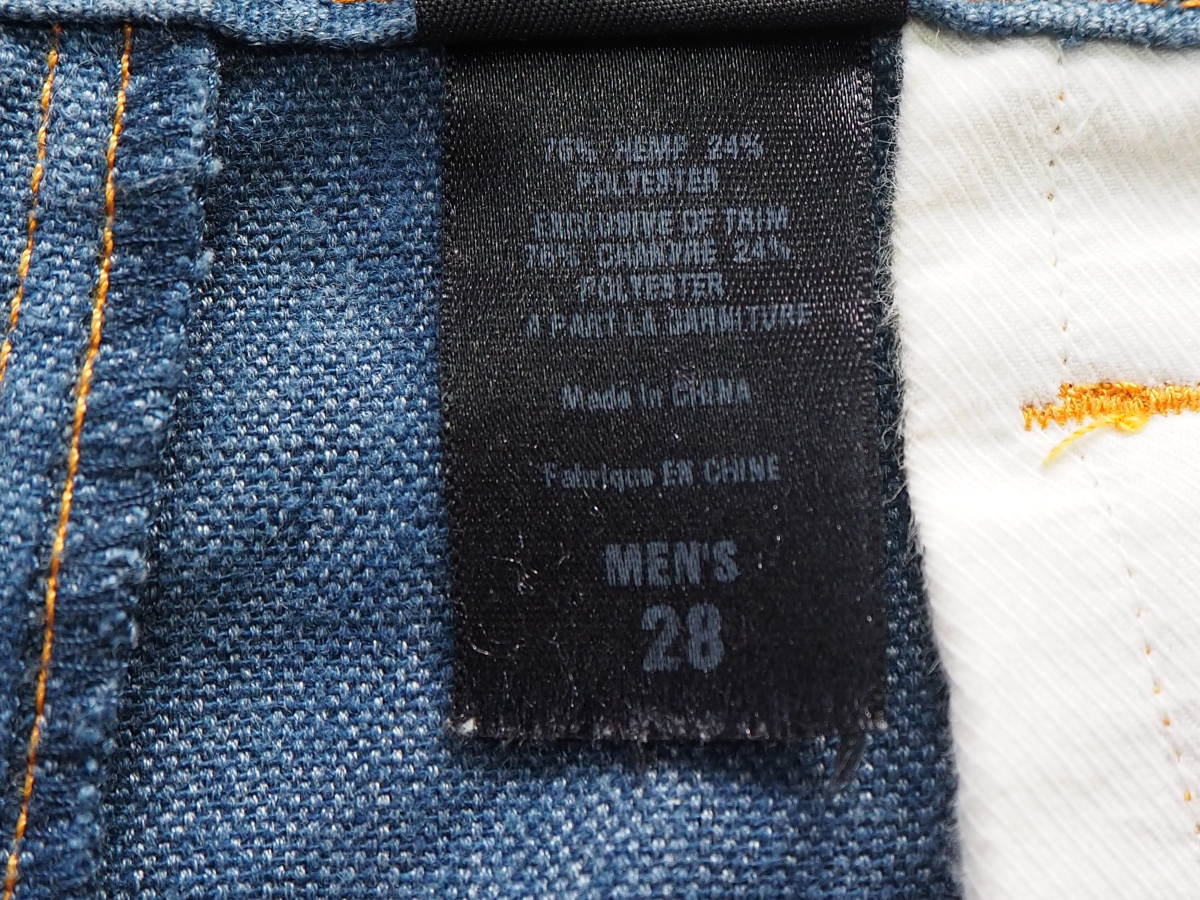 76% HEMP 24%
POLYESTER
EXCLUSIVE OF TRIM
76% CHANVRE 24%
POLYESTER
A PART LA GARNITURE
Made In CHINA
Fabrique EN CHINE
MEN'S
28